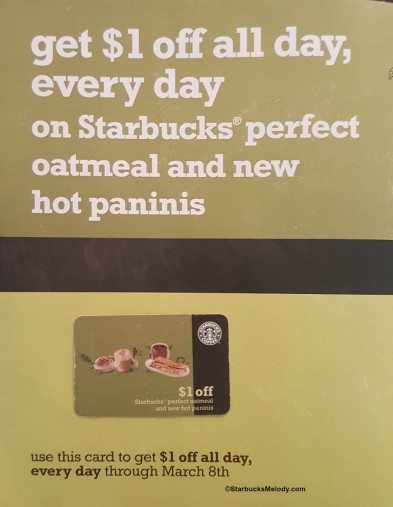 get $1 off all day,
every day
on Starbucks® perfect
oatmeal and new
hot paninis
STARBUCKS
COFFEE
$1 off
Starbucks® perfect oatmeal
and new hot paninis
use this card to get $1 off all day,
every day through March 8th
©StarbucksMelody.com